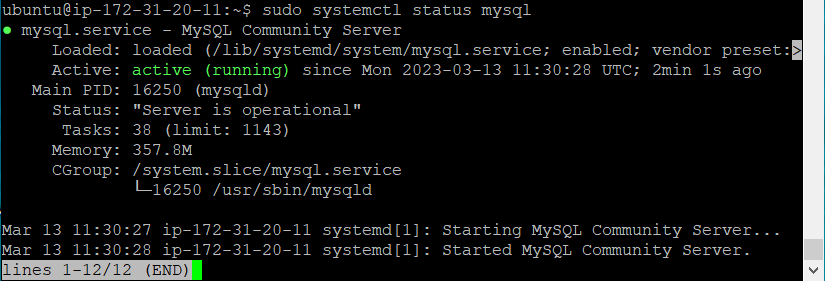 ubuntu@ip-172-31-20-11:~$ sudo systemctl status mysql
● mysql.service - MySQL Community Server
     Loaded: loaded (/lib/systemd/system/mysql.service; enabled; vendor preset:>
     Active: active (running) since Mon 2023-03-13 11:30:28 UTC; 2min 1s ago
   Main PID: 16250 (mysqld)
     Status: "Server is operational"
      Tasks: 38 (limit: 1143)
     Memory: 357.8M
     CGroup: /system.slice/mysql.service
             └─16250 /usr/sbin/mysqld
Mar 13 11:30:27 ip-172-31-20-11 systemd[1]: Starting MySQL Community Server...
Mar 13 11:30:28 ip-172-31-20-11 systemd[1]: Started MySQL Community Server.
lines 1-12/12 (END)